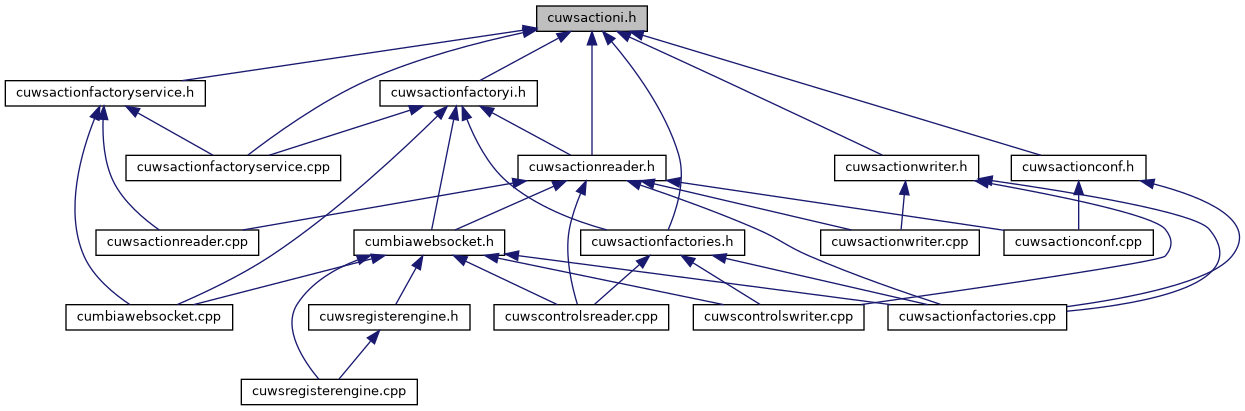 cuwsactioni.h
cuwsactionfactoryservice.h
cuwsactionfactoryi.h
cuwsactionfactoryservice.cpp
cuwsactionreader.h
cuwsactionwriter.h
cuwsactionconf.h
cuwsactionreader.cpp
cumbiawebsocket.h
cuwsactionfactories.h
cuwsactionwriter.cpp
cuwsactionconf.cpp
cumbiawebsocket.cpp
cuwsregisterengine.h
cuwscontrolsreader.cpp
cuwscontrolswriter.cpp
cuwsactionfactories.cpp
cuwsregisterengine.cpp